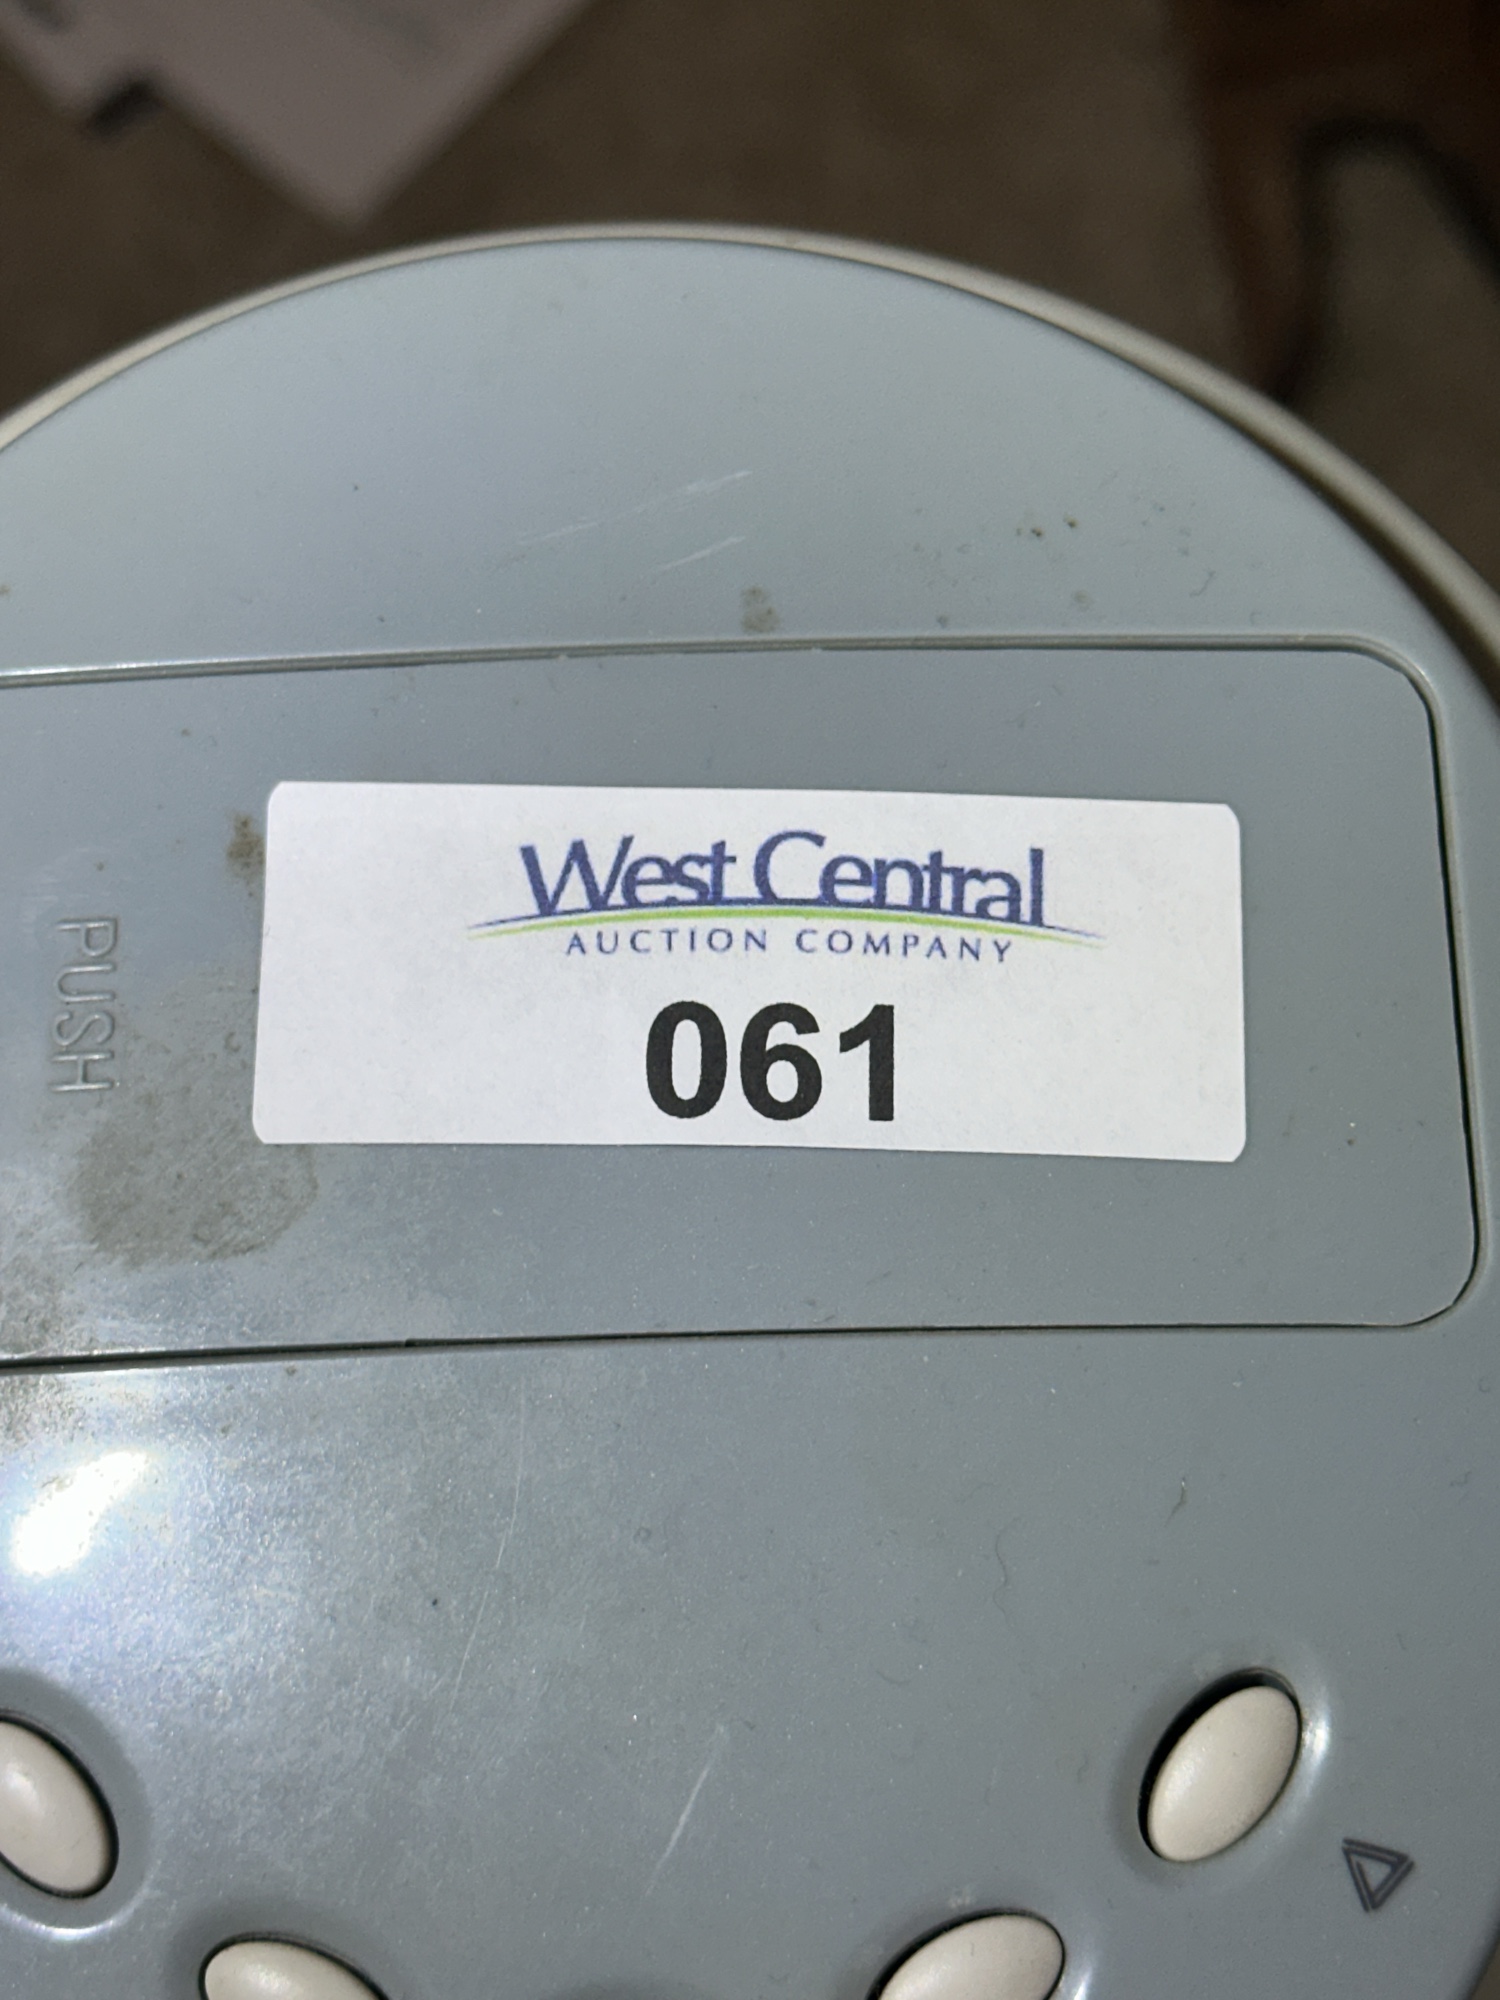 West Central
AUCTION COMPANY
061
PUSH